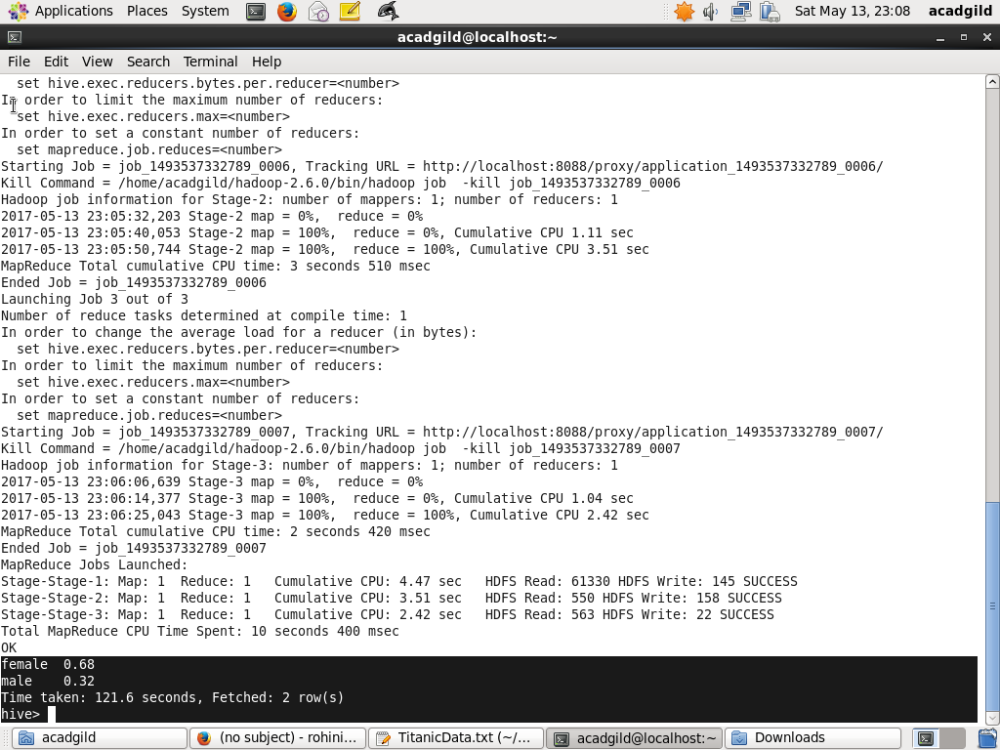 Applications Places System Sat May 13, 23:08 acadgild
acadgild@localhost:~
File Edit View Search Terminal Help
  set hive.exec.reducers.bytes.per.reducer=<number>
In order to limit the maximum number of reducers:
  set hive.exec.reducers.max=<number>
In order to set a constant number of reducers:
  set mapreduce.job.reduces=<number>
Starting Job = job_1493537332789_0006, Tracking URL = http://localhost:8088/proxy/application_1493537332789_0006/
Kill Command = /home/acadgild/hadoop-2.6.0/bin/hadoop job  -kill job_1493537332789_0006
Hadoop job information for Stage-2: number of mappers: 1; number of reducers: 1
2017-05-13 23:05:32,203 Stage-2 map = 0%,  reduce = 0%
2017-05-13 23:05:40,053 Stage-2 map = 100%,  reduce = 0%, Cumulative CPU 1.11 sec
2017-05-13 23:05:50,744 Stage-2 map = 100%,  reduce = 100%, Cumulative CPU 3.51 sec
MapReduce Total cumulative CPU time: 3 seconds 510 msec
Ended Job = job_1493537332789_0006
Launching Job 3 out of 3
Number of reduce tasks determined at compile time: 1
In order to change the average load for a reducer (in bytes):
  set hive.exec.reducers.bytes.per.reducer=<number>
In order to limit the maximum number of reducers:
  set hive.exec.reducers.max=<number>
In order to set a constant number of reducers:
  set mapreduce.job.reduces=<number>
Starting Job = job_1493537332789_0007, Tracking URL = http://localhost:8088/proxy/application_1493537332789_0007/
Kill Command = /home/acadgild/hadoop-2.6.0/bin/hadoop job  -kill job_1493537332789_0007
Hadoop job information for Stage-3: number of mappers: 1; number of reducers: 1
2017-05-13 23:06:06,639 Stage-3 map = 0%,  reduce = 0%
2017-05-13 23:06:14,377 Stage-3 map = 100%,  reduce = 0%, Cumulative CPU 1.04 sec
2017-05-13 23:06:25,043 Stage-3 map = 100%,  reduce = 100%, Cumulative CPU 2.42 sec
MapReduce Total cumulative CPU time: 2 seconds 420 msec
Ended Job = job_1493537332789_0007
MapReduce Jobs Launched:
Stage-Stage-1: Map: 1  Reduce: 1   Cumulative CPU: 4.47 sec   HDFS Read: 61330 HDFS Write: 145 SUCCESS
Stage-Stage-2: Map: 1  Reduce: 1   Cumulative CPU: 3.51 sec   HDFS Read: 550 HDFS Write: 158 SUCCESS
Stage-Stage-3: Map: 1  Reduce: 1   Cumulative CPU: 2.42 sec   HDFS Read: 563 HDFS Write: 22 SUCCESS
Total MapReduce CPU Time Spent: 10 seconds 400 msec
OK
female  0.68
male    0.32
Time taken: 121.6 seconds, Fetched: 2 row(s)
hive>
acadgild (no subject) - rohini... TitanicData.txt (~/... acadgild@localhost:~ Downloads